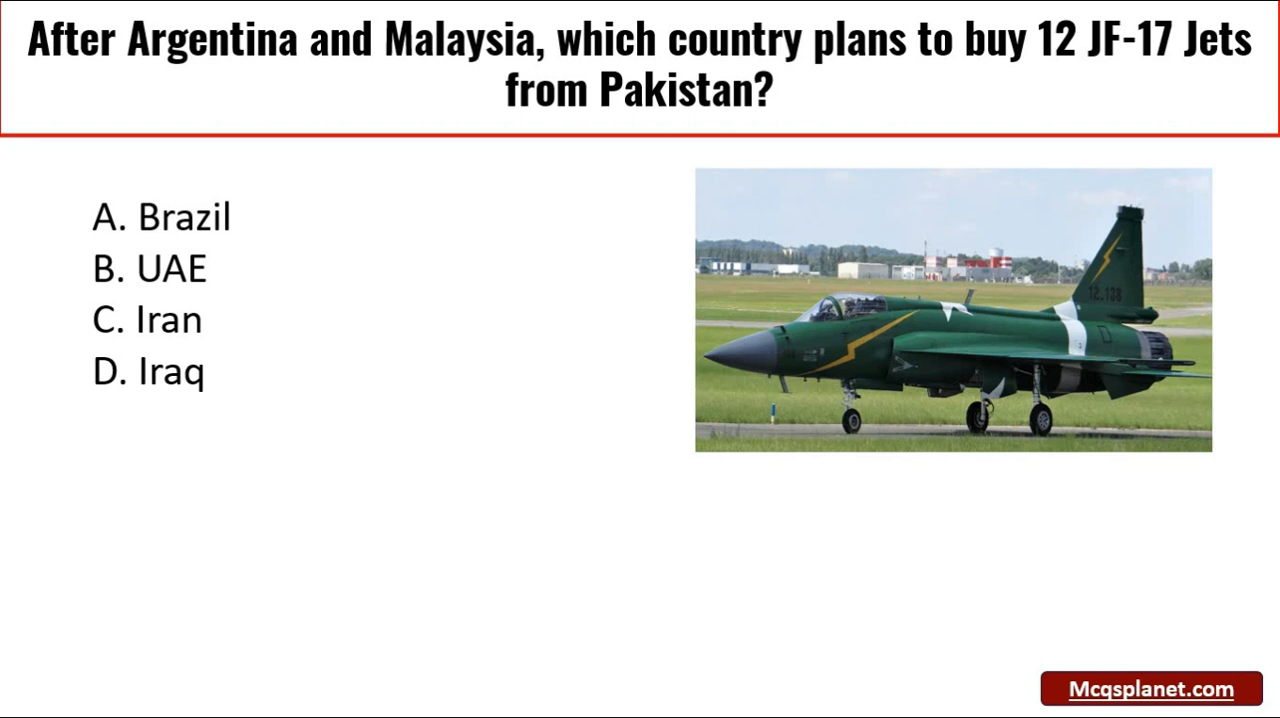 After Argentina and Malaysia, which country plans to buy 12 JF-17 Jets
from Pakistan?
A. Brazil
B. UAE
C. Iran
D. Iraq
12.138
Mcqsplanet.com